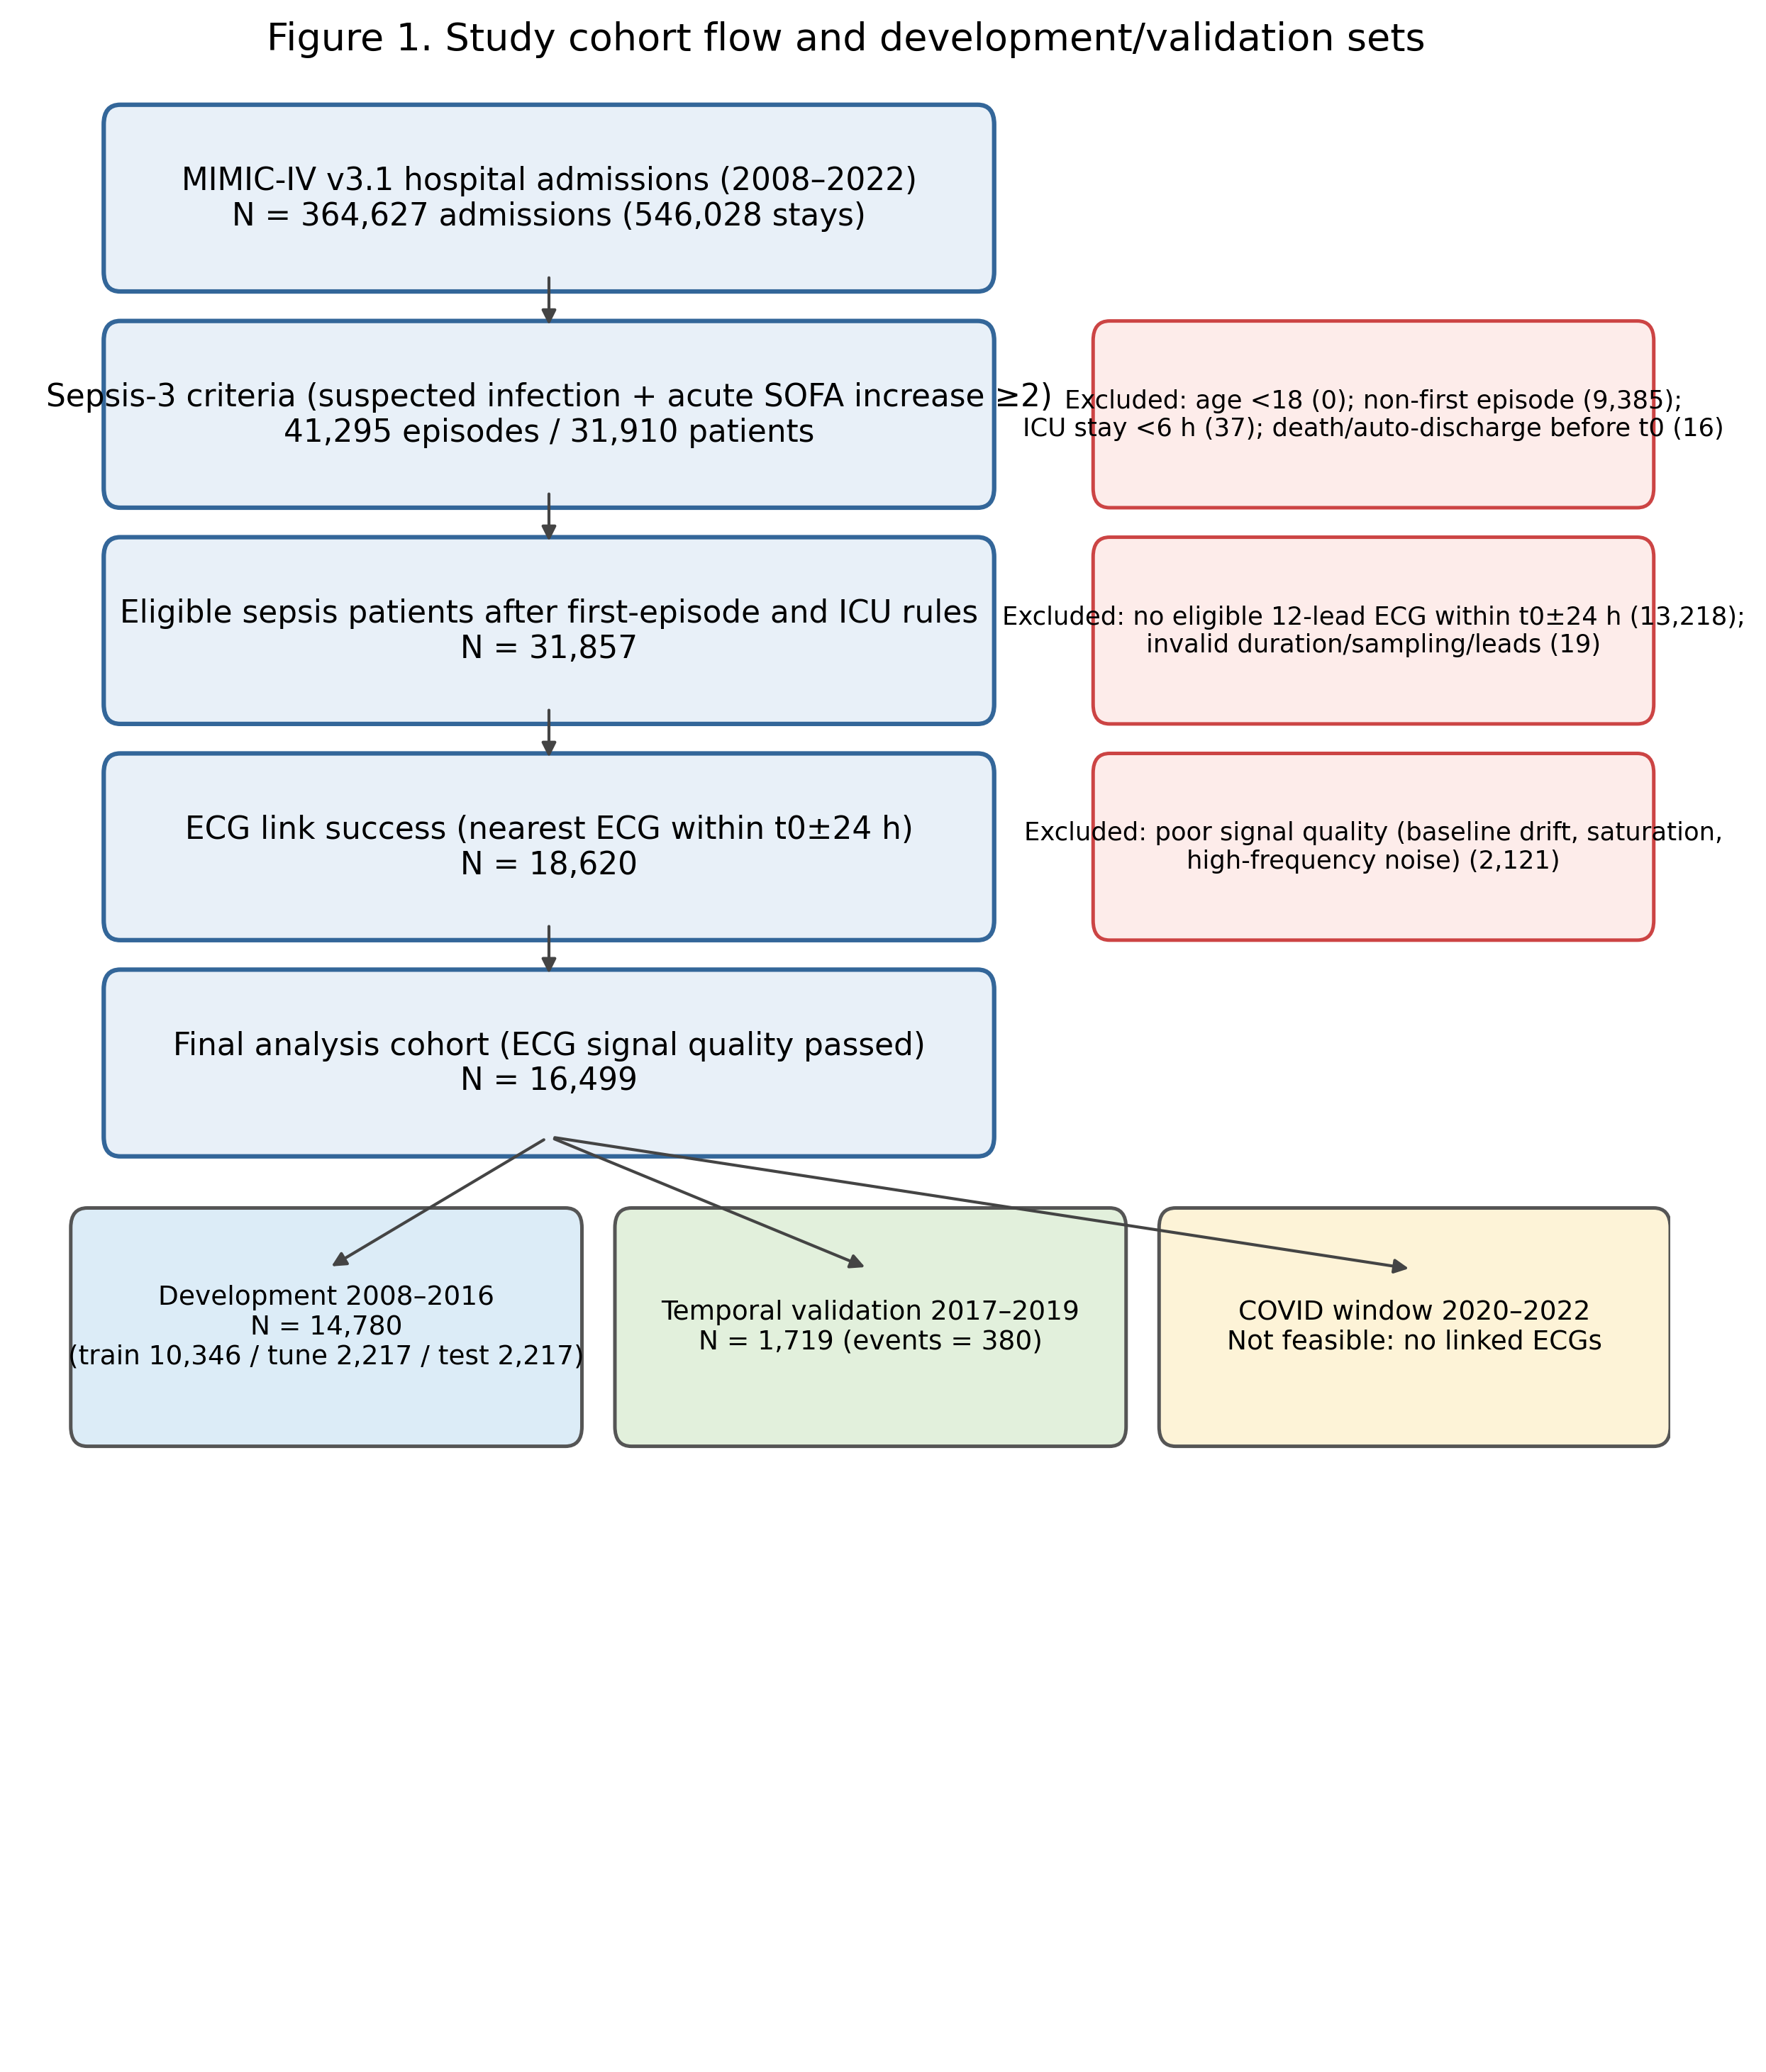 Figure 1. Study cohort flow and development/validation sets
MIMIC-IV v3.1 hospital admissions (2008–2022)
N = 364,627 admissions (546,028 stays)
Sepsis-3 criteria (suspected infection + acute SOFA increase ≥2)
41,295 episodes / 31,910 patients
Excluded: age <18 (0); non-first episode (9,385);
ICU stay <6 h (37); death/auto-discharge before t0 (16)
Eligible sepsis patients after first-episode and ICU rules
N = 31,857
Excluded: no eligible 12-lead ECG within t0±24 h (13,218);
invalid duration/sampling/leads (19)
ECG link success (nearest ECG within t0±24 h)
N = 18,620
Excluded: poor signal quality (baseline drift, saturation,
high-frequency noise) (2,121)
Final analysis cohort (ECG signal quality passed)
N = 16,499
Development 2008–2016
N = 14,780
(train 10,346 / tune 2,217 / test 2,217)
Temporal validation 2017–2019
N = 1,719 (events = 380)
COVID window 2020–2022
Not feasible: no linked ECGs